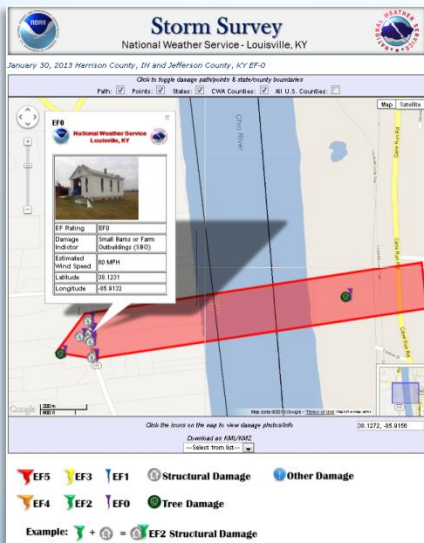 Storm Survey
National Weather Service - Louisville, KY
January 30, 2013 Harrison County, IN and Jefferson County, KY EF-0
Click to toggle damage path/points & state/county boundaries
Path: Points: States: CWA Counties: All U.S. Counties:
Map Satellite
EF0
National Weather Service
Louisville, KY
EF Rating EF0
Damage Indictor Small Barns or Farm Outbuildings (SBO)
Estimated Wind Speed 80 MPH
Latitude 38.1231
Longitude -85.9132
Ohio River
Cane Run Rd
Google
Click the icons on the map to view damage photos/info
38.1272, -85.9156
Download as KML/KMZ
---Select from list---
EF5 EF3 EF1 Structural Damage Other Damage
EF4 EF2 EF0 Tree Damage
Example: + = EF2 Structural Damage